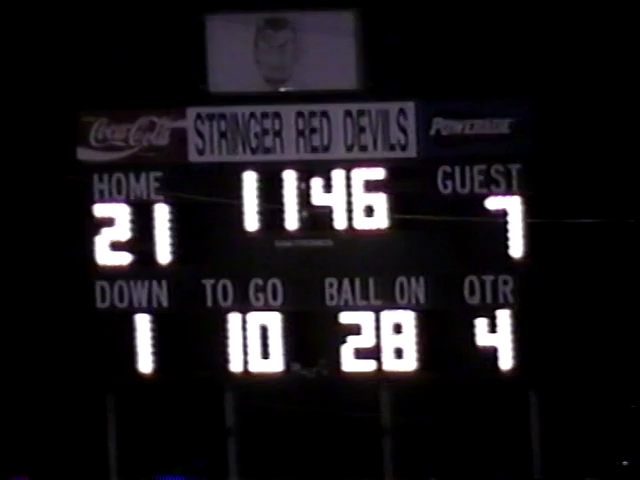 Coca-Cola STRINGER RED DEVILS POWERADE
HOME 11:46 GUEST
21 7
DOWN TO GO BALL ON QTR
1 10 28 4